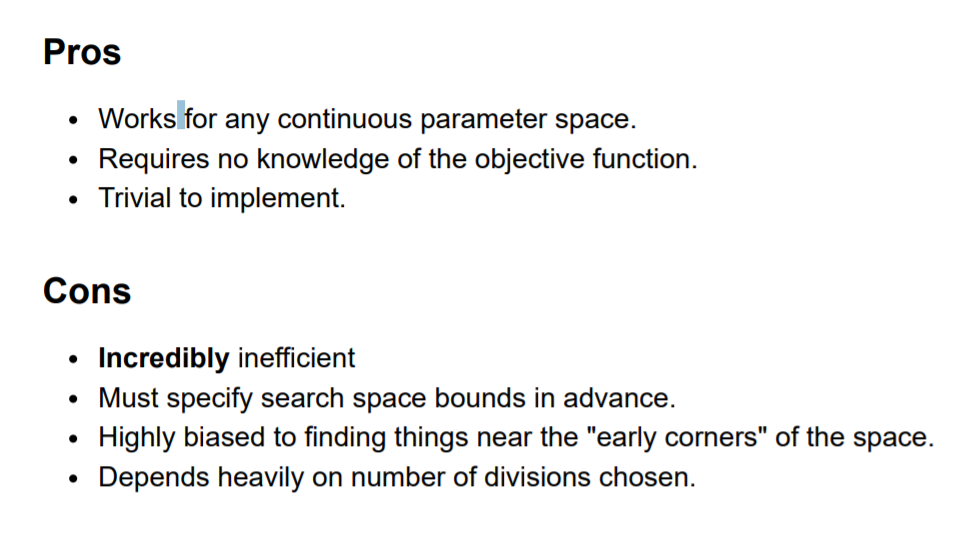 Pros
• Works for any continuous parameter space.
• Requires no knowledge of the objective function.
• Trivial to implement.
Cons
• Incredibly inefficient
• Must specify search space bounds in advance.
• Highly biased to finding things near the "early corners" of the space.
• Depends heavily on number of divisions chosen.